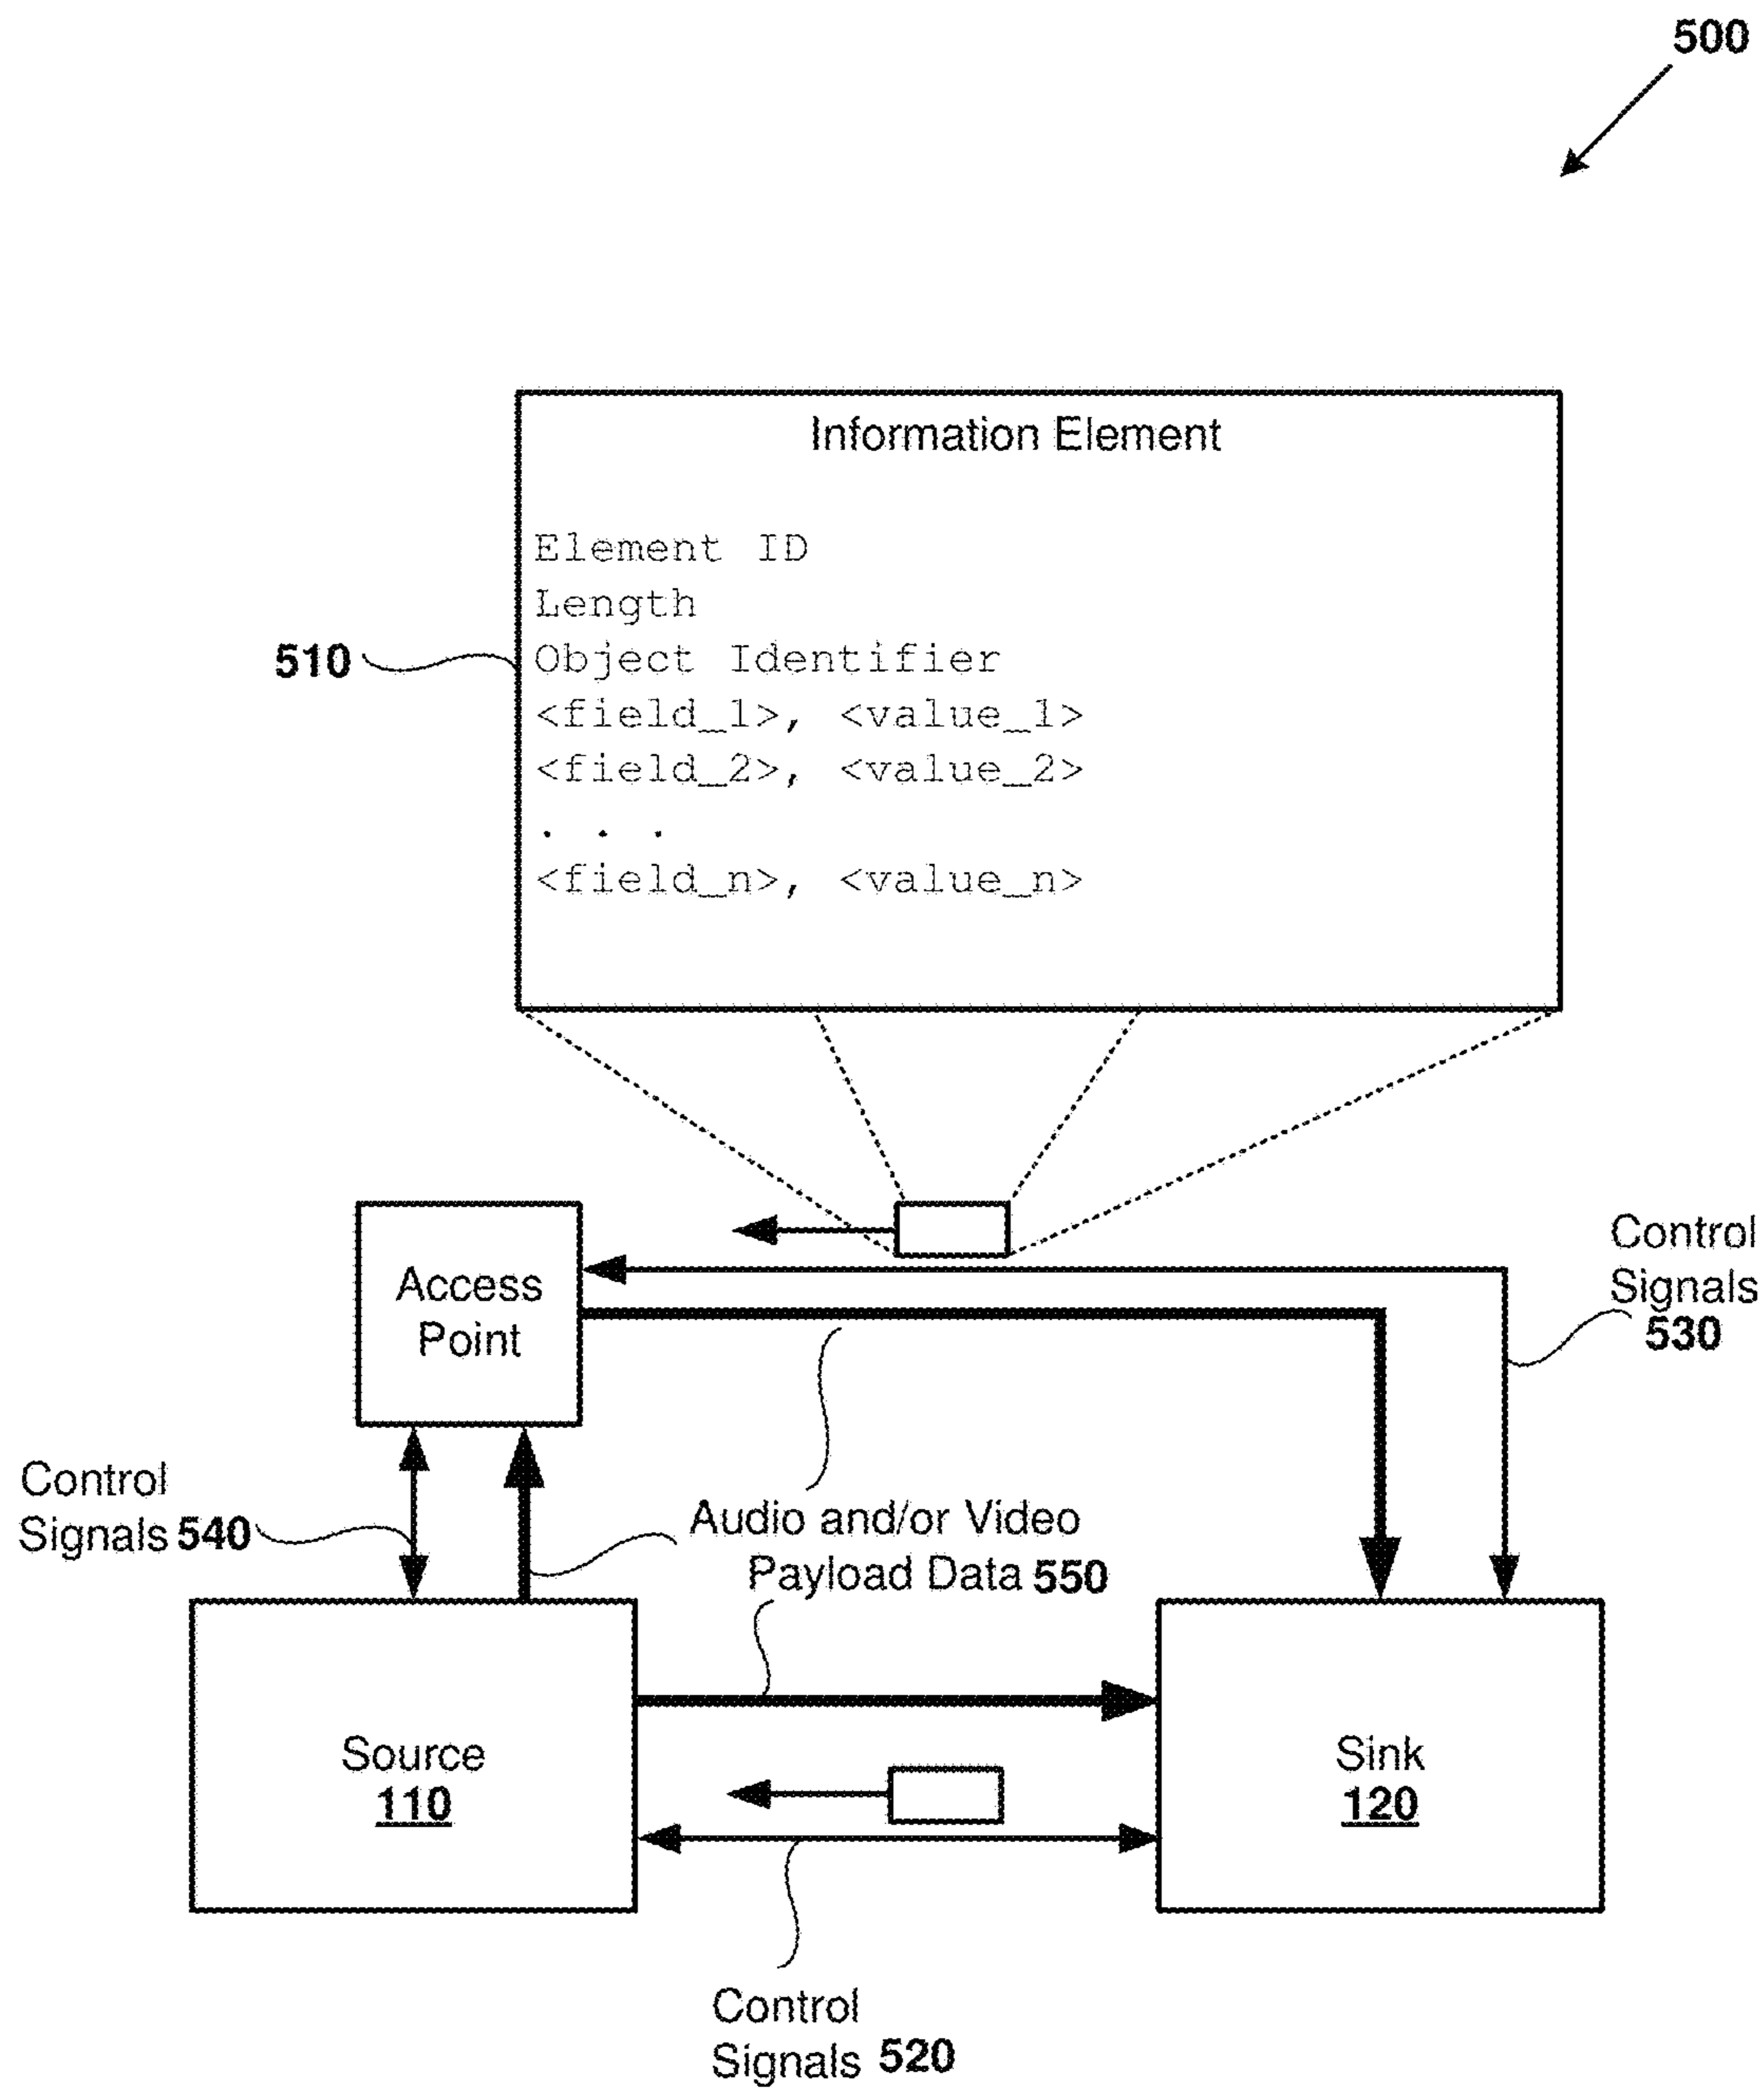 500
Information Element
Element ID
Length
510
Object Identifier
<field_1>, <value_1>
<field_2>, <value_2>
. . .
<field_n>, <value_n>
Access
Point
Control
Signals
530
Control
Signals 540
Audio and/or Video
Payload Data 550
Source
110
Sink
120
Control
Signals 520